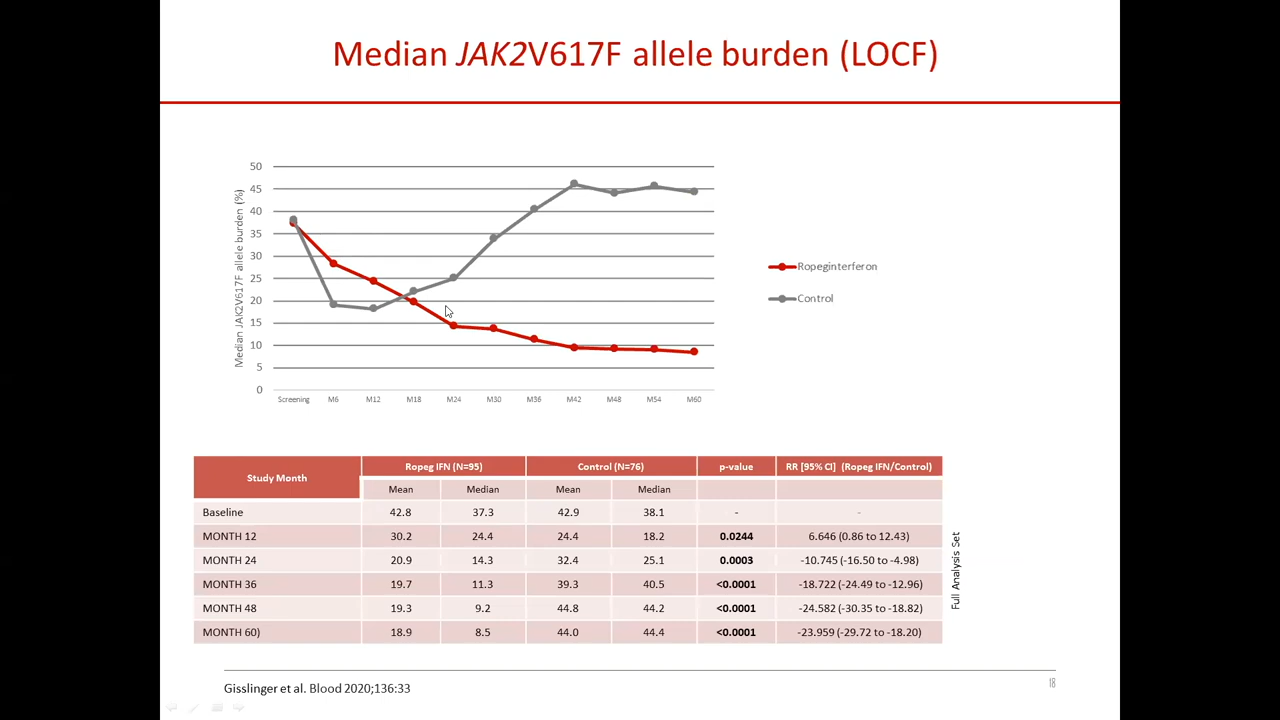 Median JAK2V617F allele burden (LOCF)
Median JAK2V617F allele burden (%)
50
45
40
35
30
25
20
15
10
5
0
Screening M6 M12 M18 M24 M30 M36 M42 M48 M54 M60
Ropeginterferon
Control
Study Month Ropeg IFN (N=95) Control (N=76) p-value RR [95% CI] (Ropeg IFN/Control)
Mean Median Mean Median
Baseline 42.8 37.3 42.9 38.1 - -
MONTH 12 30.2 24.4 24.4 18.2 0.0244 6.646 (0.86 to 12.43)
MONTH 24 20.9 14.3 32.4 25.1 0.0003 -10.745 (-16.50 to -4.98)
MONTH 36 19.7 11.3 39.3 40.5 <0.0001 -18.722 (-24.49 to -12.96)
MONTH 48 19.3 9.2 44.8 44.2 <0.0001 -24.582 (-30.35 to -18.82)
MONTH 60) 18.9 8.5 44.0 44.4 <0.0001 -23.959 (-29.72 to -18.20)
Full Analysis Set
Gisslinger et al. Blood 2020;136:33
18